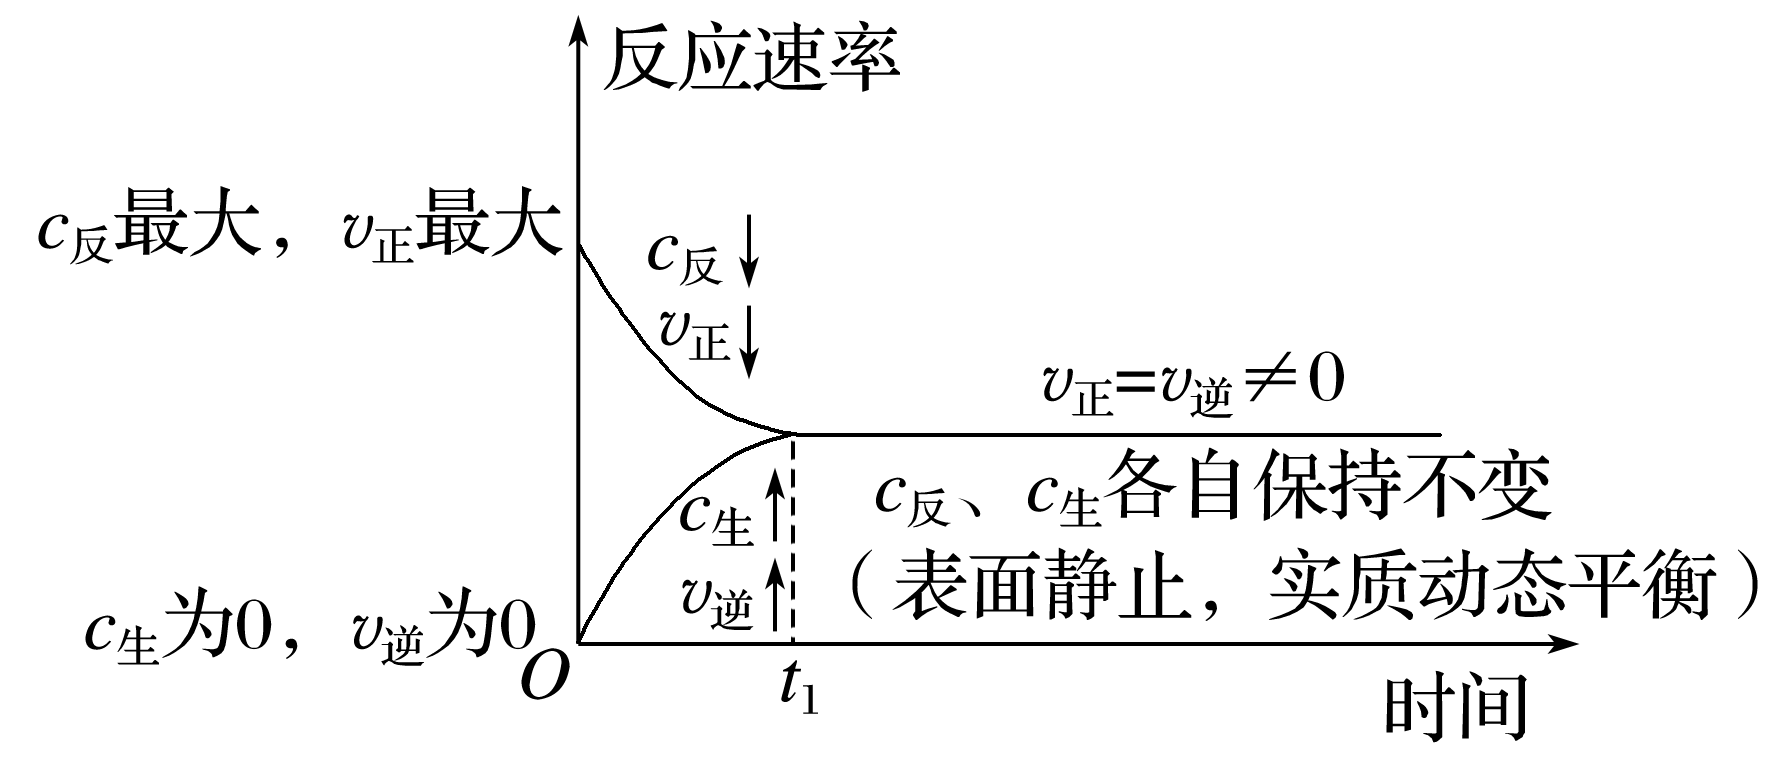 反应速率
c反最大，v正最大
c反↓
v正↓
v正=v逆≠0
c生↑
v逆↑
c反、c生各自保持不变
（表面静止，实质动态平衡）
c生为0，v逆为0
O
t1
时间